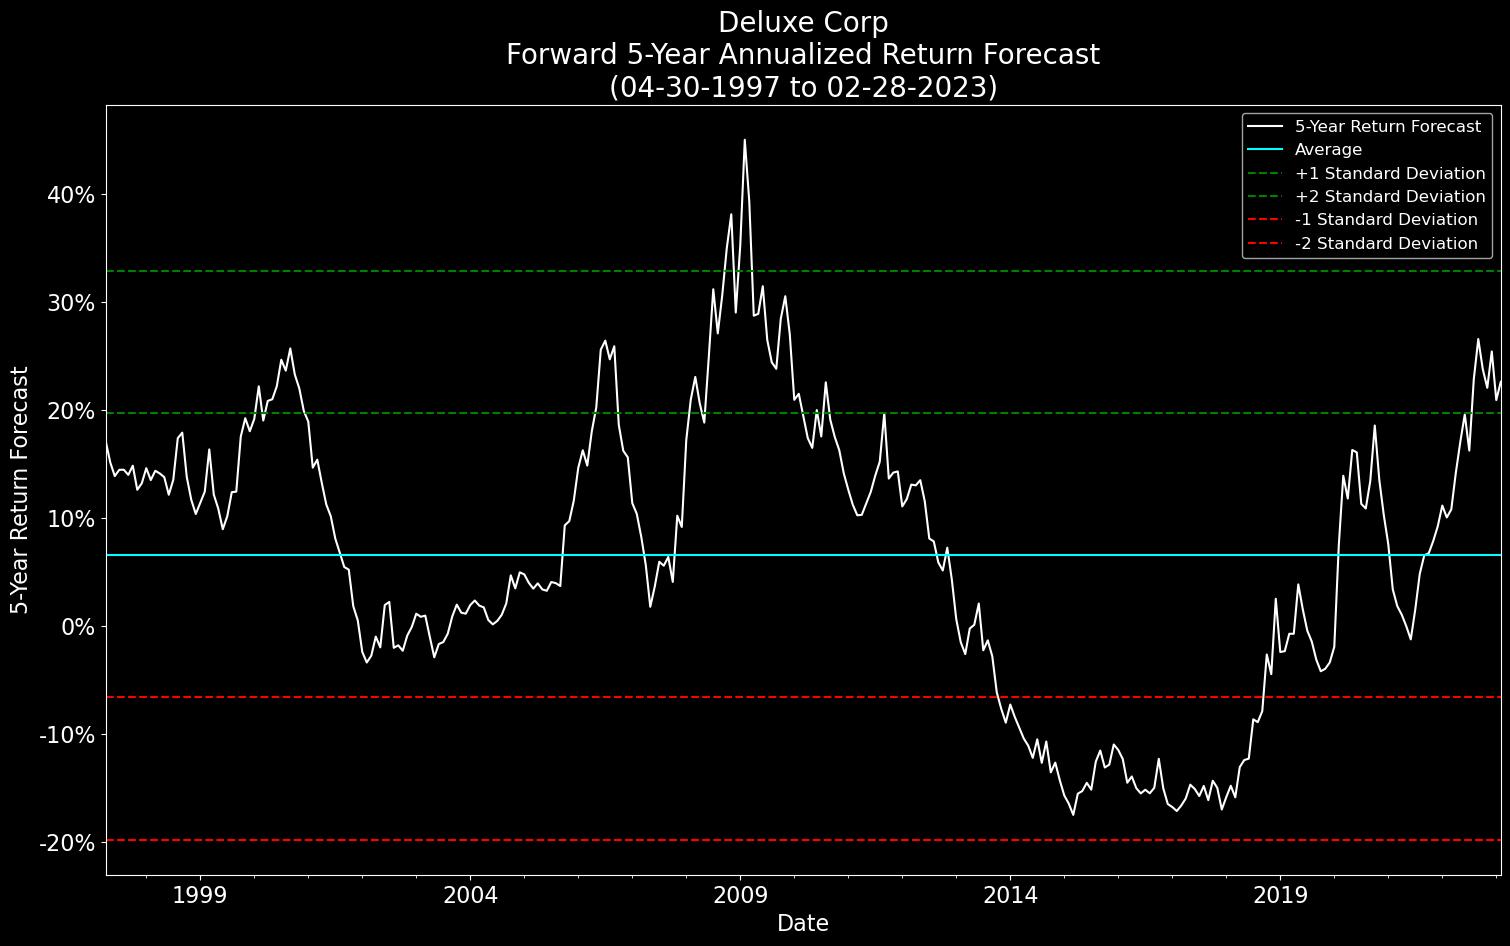 Deluxe Corp
Forward 5-Year Annualized Return Forecast
(04-30-1997 to 02-28-2023)
5-Year Return Forecast
Average
+1 Standard Deviation
+2 Standard Deviation
-1 Standard Deviation
-2 Standard Deviation
5-Year Return Forecast
40%
30%
20%
10%
0%
-10%
-20%
1999
2004
2009
2014
2019
Date